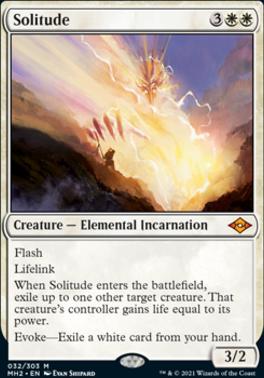 Solitude 3
Creature — Elemental Incarnation
Flash
Lifelink
When Solitude enters the battlefield,
exile up to one other target creature. That
creature's controller gains life equal to its
power.
Evoke—Exile a white card from your hand.
3/2
032/303 M
MH2 • EN Evan Shipard
™ & © 2021 Wizards of the Coast